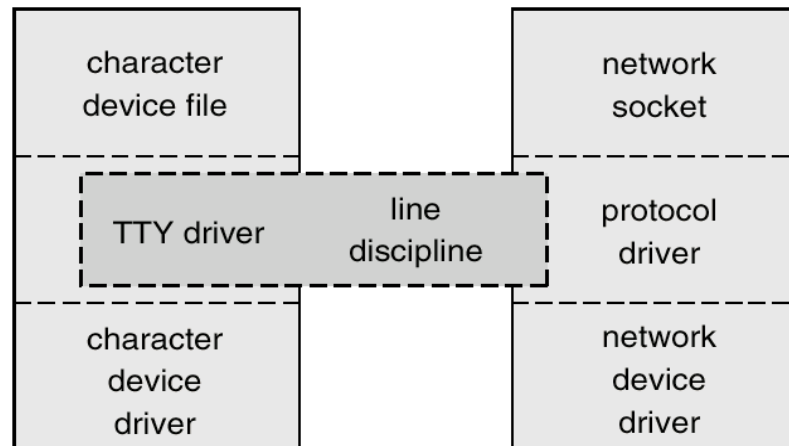 character
device file
network
socket
TTY driver
line
discipline
protocol
driver
character
device
driver
network
device
driver